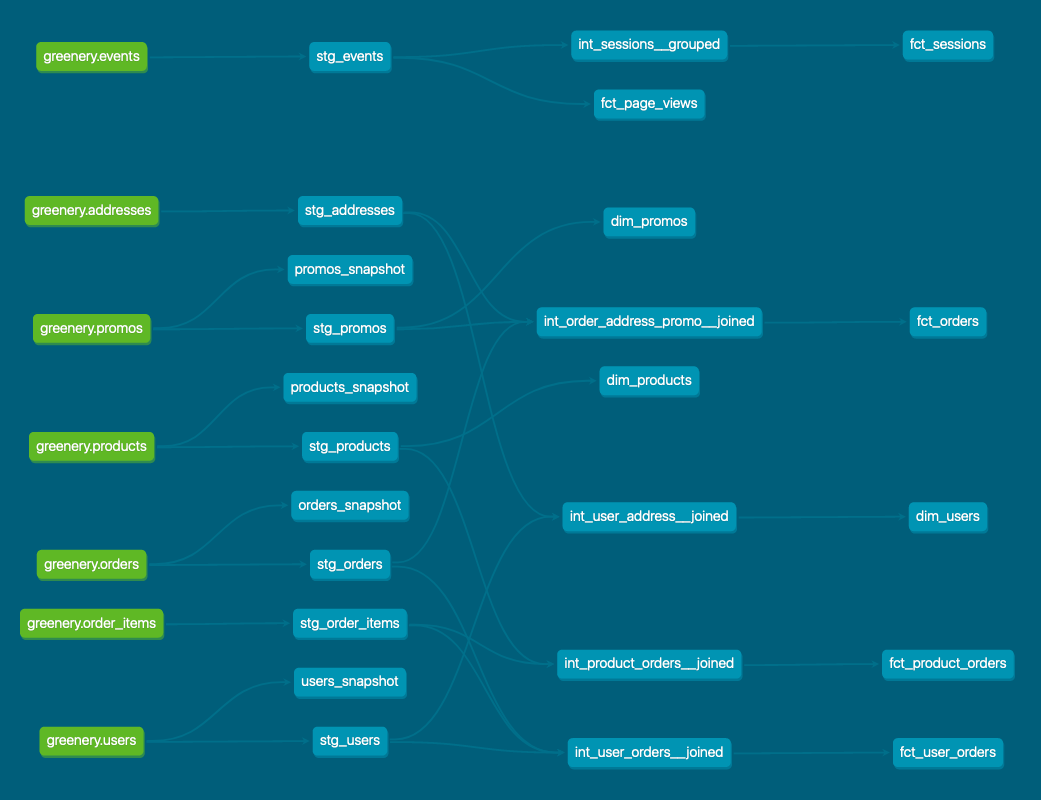 greenery.events
stg_events
int_sessions__grouped
fct_sessions
fct_page_views
greenery.addresses
stg_addresses
dim_promos
promos_snapshot
greenery.promos
stg_promos
int_order_address_promo__joined
fct_orders
products_snapshot
dim_products
greenery.products
stg_products
orders_snapshot
int_user_address__joined
dim_users
greenery.orders
stg_orders
greenery.order_items
stg_order_items
int_product_orders__joined
fct_product_orders
users_snapshot
greenery.users
stg_users
int_user_orders__joined
fct_user_orders